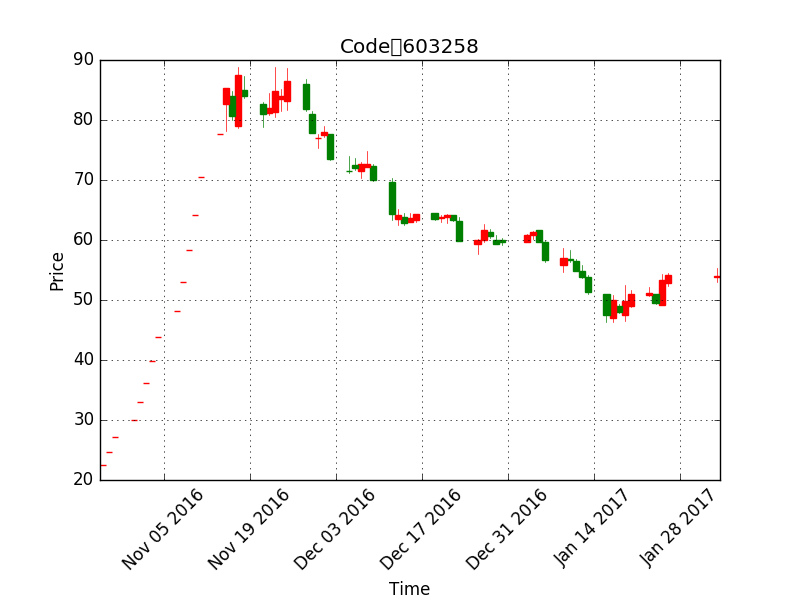 Code▯603258
90
80
70
60
50
40
30
20
Price
Nov 05 2016
Nov 19 2016
Dec 03 2016
Dec 17 2016
Dec 31 2016
Jan 14 2017
Jan 28 2017
Time